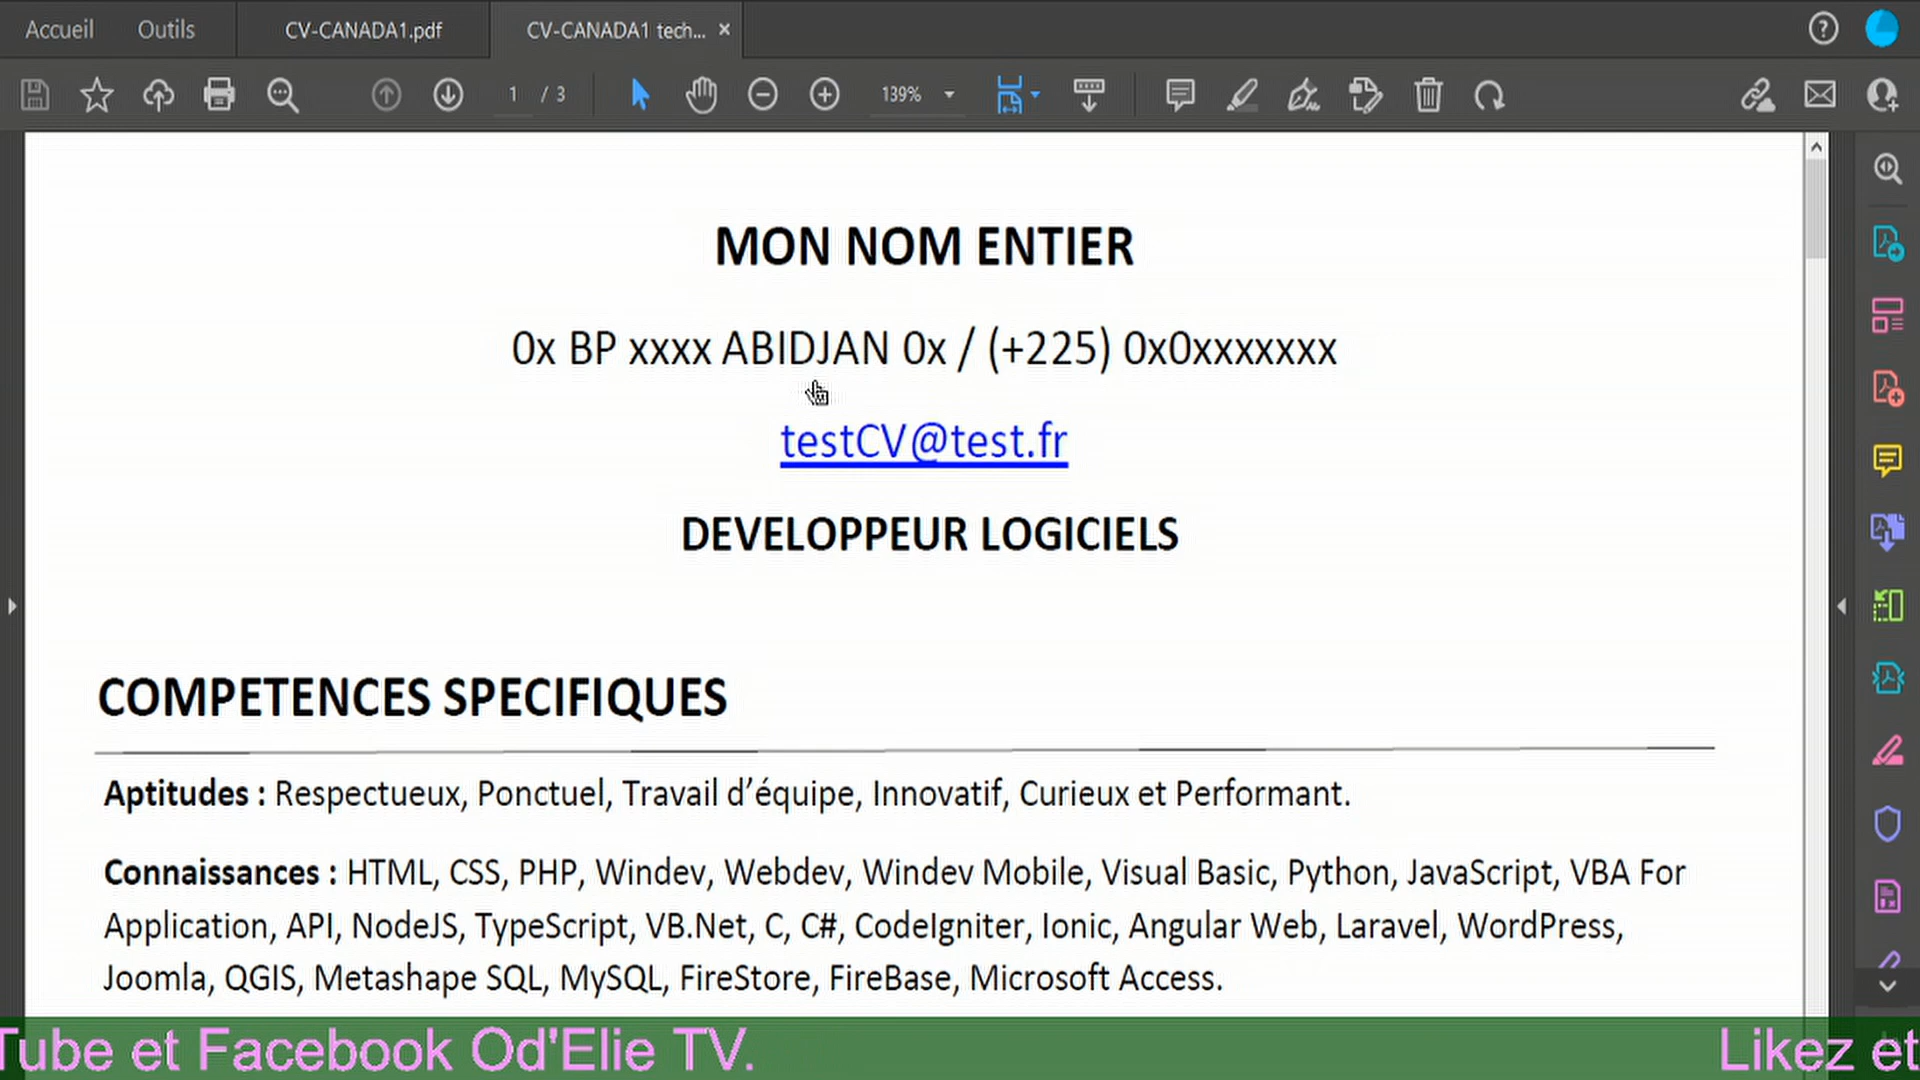 Accueil Outils CV-CANADA1.pdf CV-CANADA1 tech... ×
1 / 3 139%
MON NOM ENTIER
0x BP xxxx ABIDJAN 0x / (+225) 0x0xxxxxxx
testCV@test.fr
DEVELOPPEUR LOGICIELS
COMPETENCES SPECIFIQUES
Aptitudes : Respectueux, Ponctuel, Travail d’équipe, Innovatif, Curieux et Performant.
Connaissances : HTML, CSS, PHP, Windev, Webdev, Windev Mobile, Visual Basic, Python, JavaScript, VBA For
Application, API, NodeJS, TypeScript, VB.Net, C, C#, CodeIgniter, Ionic, Angular Web, Laravel, WordPress,
Joomla, QGIS, Metashape SQL, MySQL, FireStore, FireBase, Microsoft Access.
Tube et Facebook Od'Elie TV. Likez et